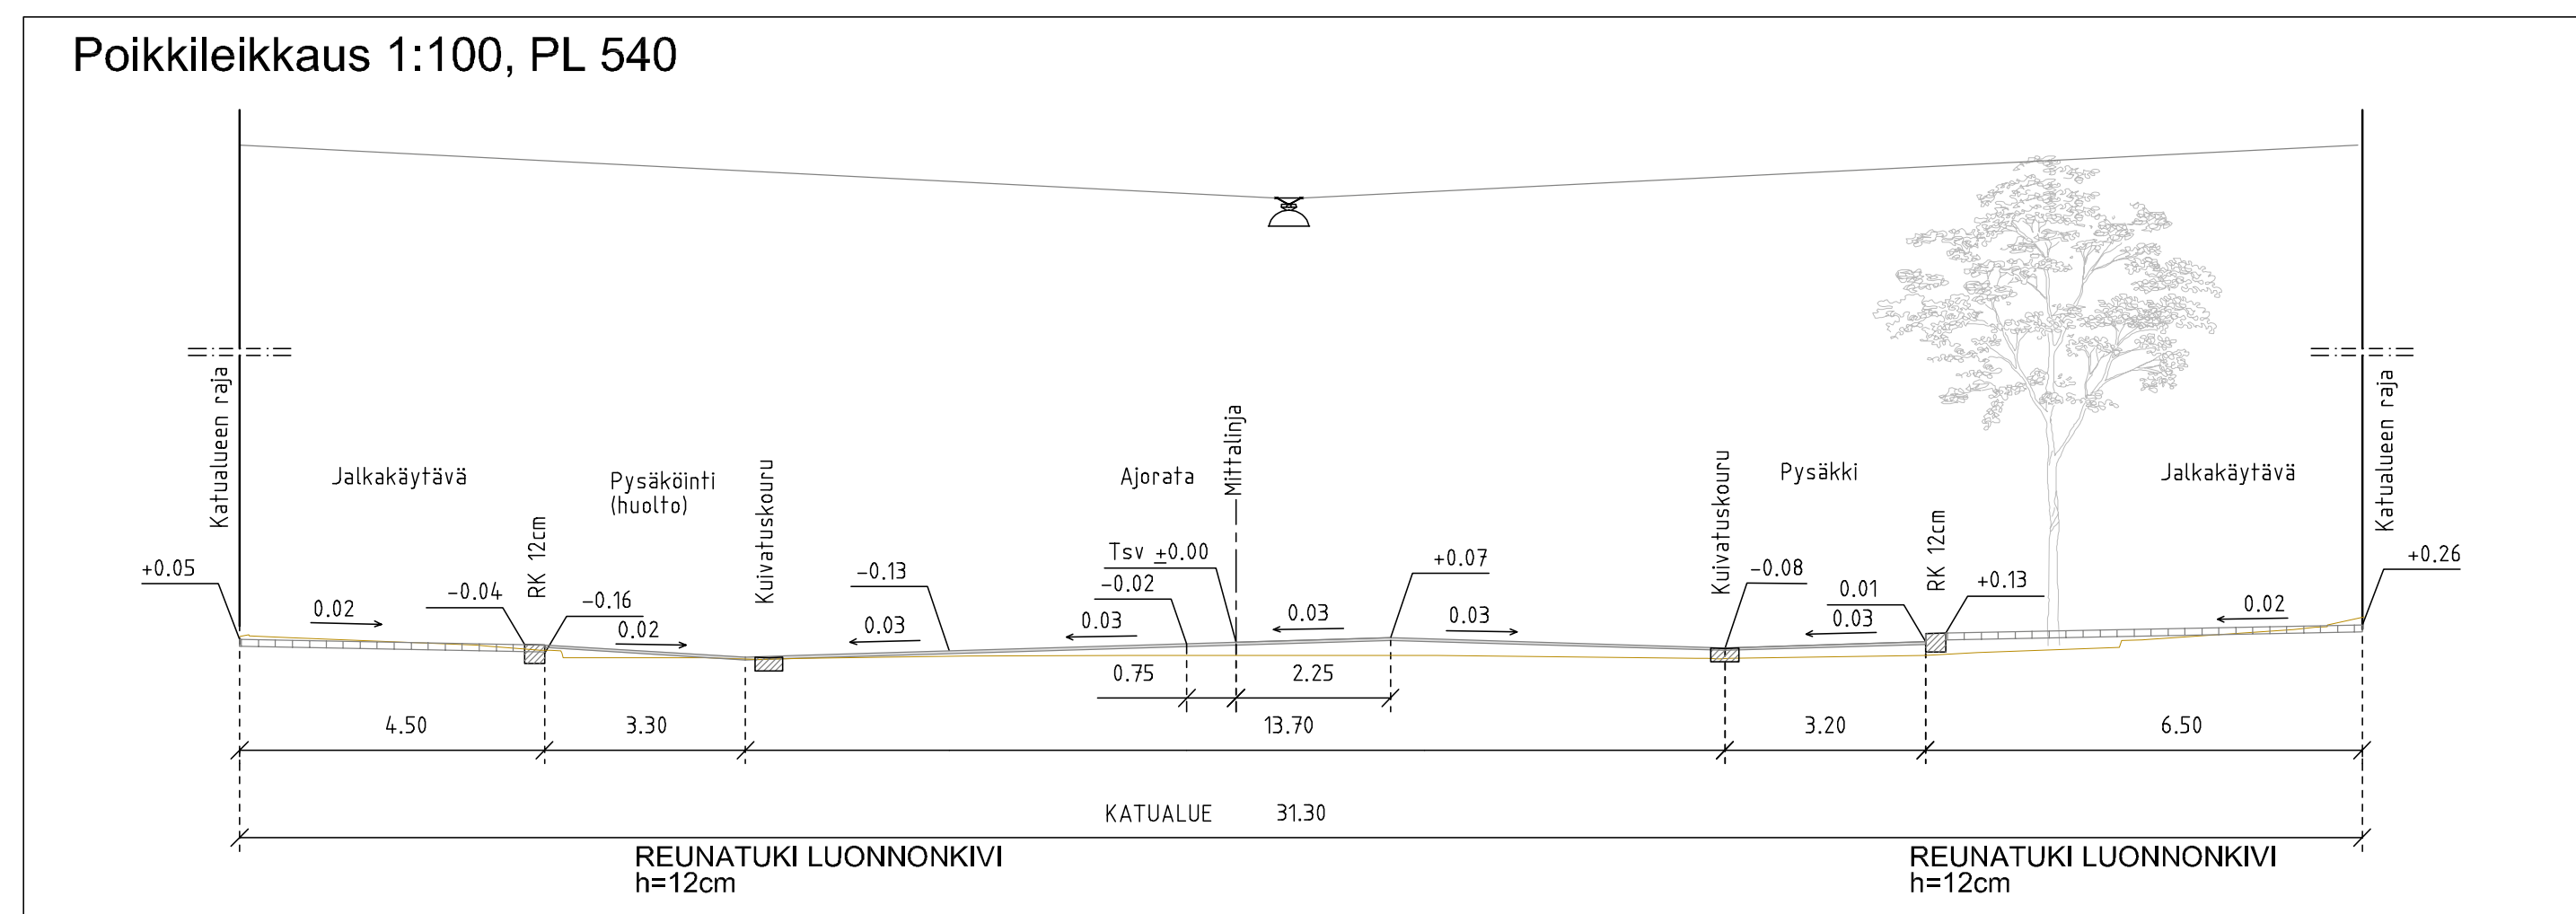 Poikkileikkaus 1:100, PL 540
Katualueen raja
Jalkakäytävä
RK 12cm
Pysäköinti
(huolto)
Kuivatuskouru
Ajorata
Mittalinja
Kuivatuskouru
Pysäkki
RK 12cm
Jalkakäytävä
Katualueen raja
+0.05
-0.04
-0.16
-0.13
Tsv ±0.00
-0.02
+0.07
-0.08
0.01
+0.13
+0.26
0.02
0.02
0.03
0.03
0.03
0.03
0.03
0.02
0.75
2.25
4.50
3.30
13.70
3.20
6.50
KATUALUE 31.30
REUNATUKI LUONNONKIVI
h=12cm
REUNATUKI LUONNONKIVI
h=12cm